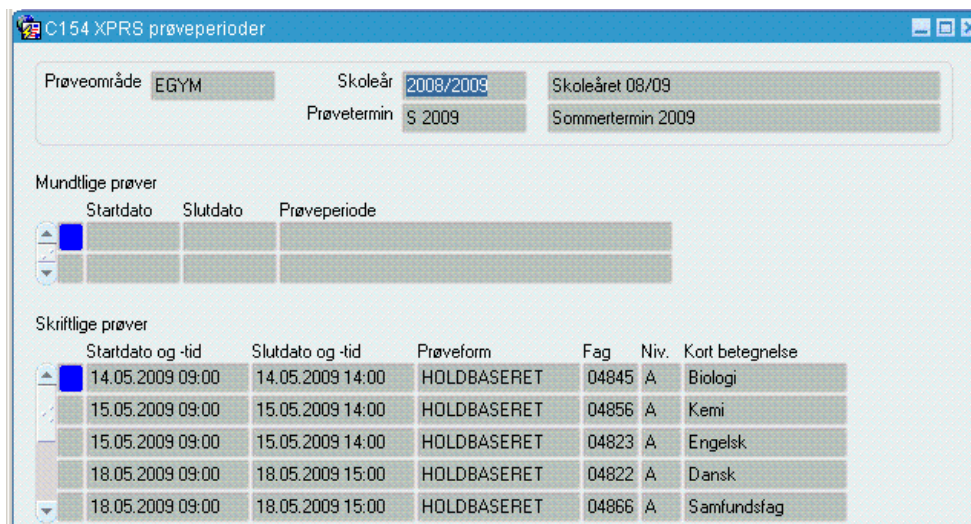 C154 XPRS prøveperioder
Prøveområde EGYM Skoleår 2008/2009 Skoleåret 08/09
Prøvetermin S 2009 Sommertermin 2009
Mundtlige prøver
Startdato Slutdato Prøveperiode
Skriftlige prøver
Startdato og -tid Slutdato og -tid Prøveform Fag Niv. Kort betegnelse
14.05.2009 09:00 14.05.2009 14:00 HOLDBASERET 04845 A Biologi
15.05.2009 09:00 15.05.2009 14:00 HOLDBASERET 04856 A Kemi
15.05.2009 09:00 15.05.2009 14:00 HOLDBASERET 04823 A Engelsk
18.05.2009 09:00 18.05.2009 15:00 HOLDBASERET 04822 A Dansk
18.05.2009 09:00 18.05.2009 15:00 HOLDBASERET 04866 A Samfundsfag